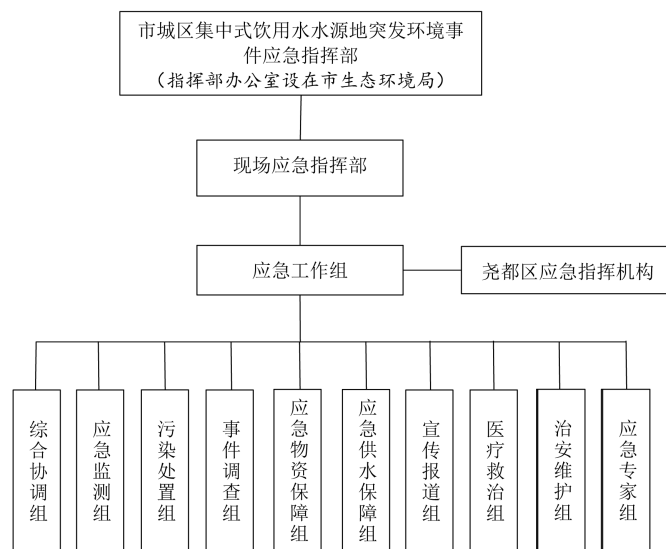 市城区集中式饮用水水源地突发环境事
件应急指挥部
（指挥部办公室设在市生态环境局）
现场应急指挥部
应急工作组
尧都区应急指挥机构
综合协调组
应急监测组
污染处置组
事件调查组
应急物资保障组
应急供水保障组
宣传报道组
医疗救治组
治安维护组
应急专家组